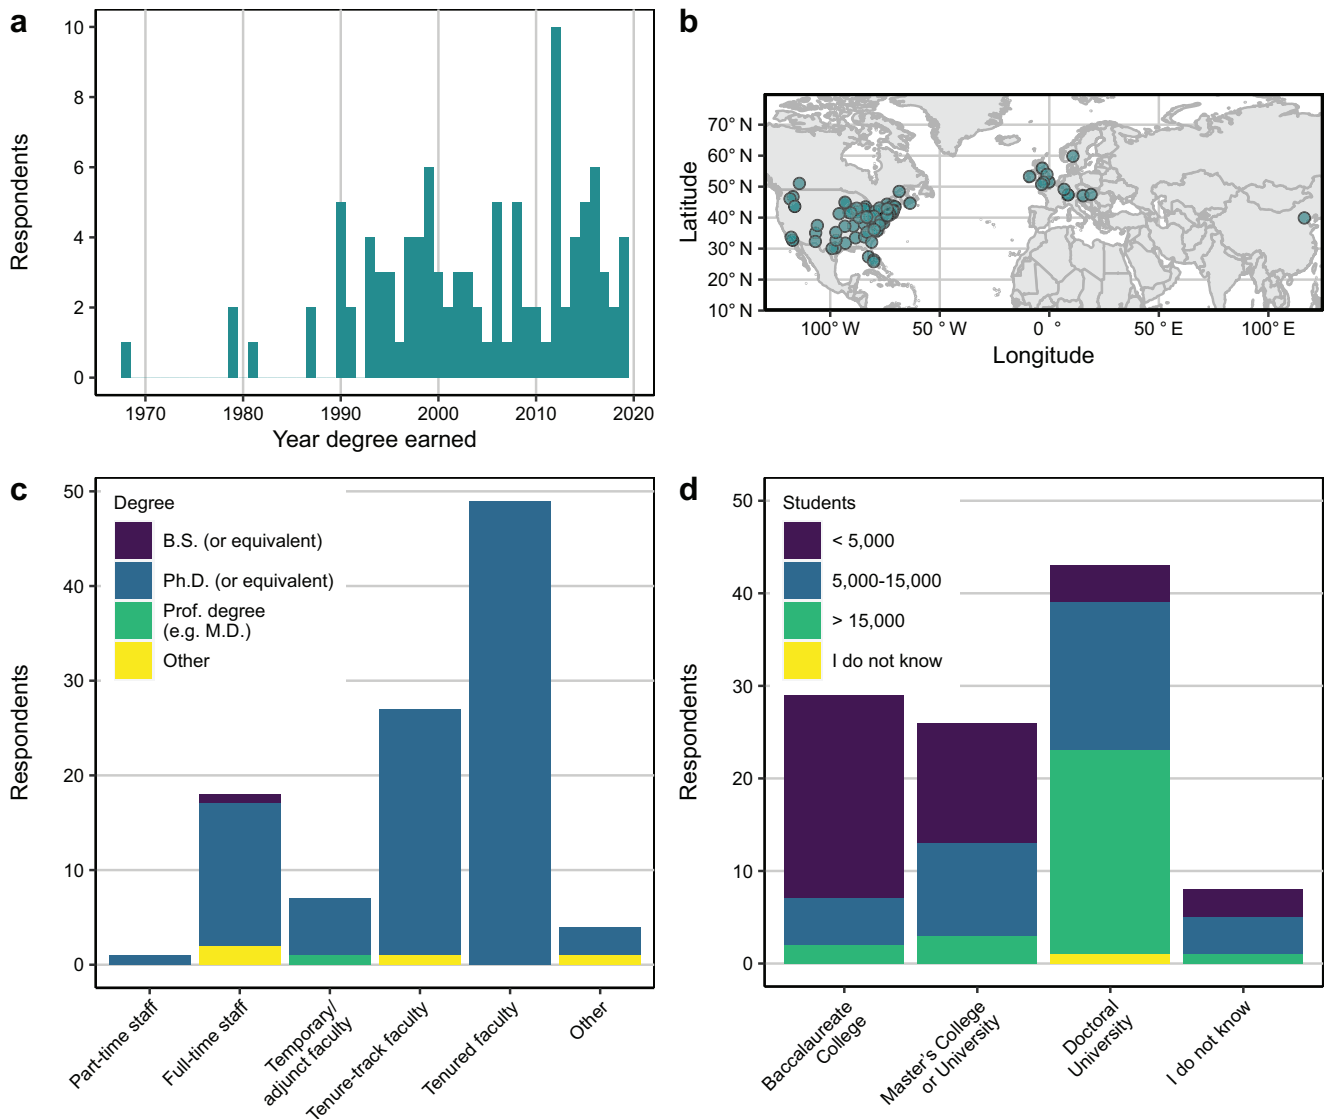 a
10
8
6
4
2
0
Respondents
1970
1980
1990
2000
2010
2020
Year degree earned
b
70° N
60° N
50° N
40° N
30° N
20° N
10° N
Latitude
100° W
50° W
0 °
50° E
100° E
Longitude
c
50
40
30
20
10
0
Respondents
Degree
B.S. (or equivalent)
Ph.D. (or equivalent)
Prof. degree
(e.g. M.D.)
Other
Part-time staff
Full-time staff
Temporary/
adjunct faculty
Tenure-track faculty
Tenured faculty
Other
d
50
40
30
20
10
0
Respondents
Students
< 5,000
5,000-15,000
> 15,000
I do not know
Baccalaureate
College
Master's College
or University
Doctoral
University
I do not know